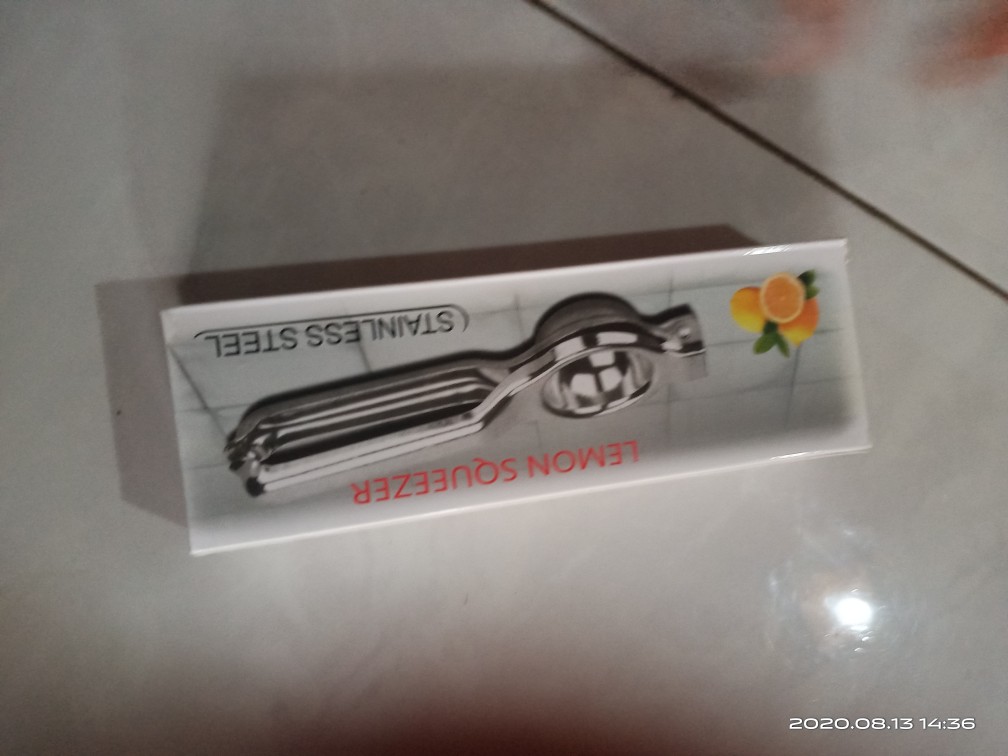 LEMON SQUEEZER
STAINLESS STEEL
2020.08.13 14:36